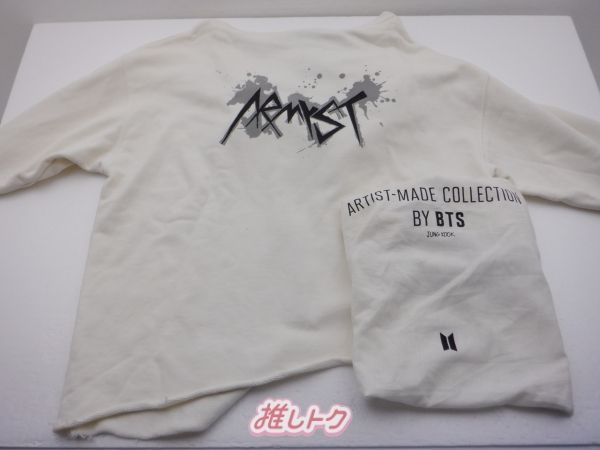 ARMYST
ARTIST-MADE COLLECTION
BY BTS
JUNG KOOK
推しトク